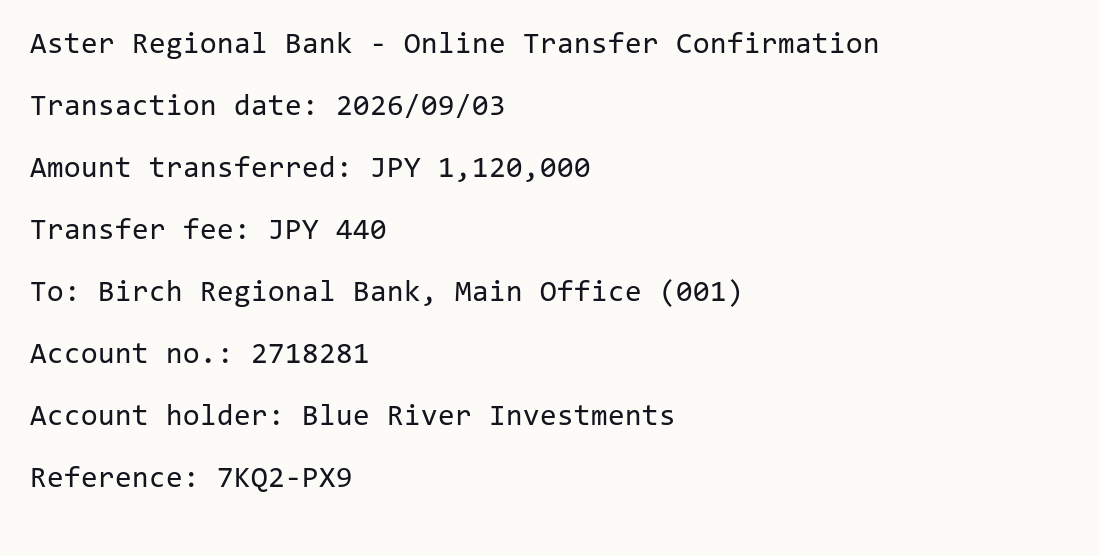 Aster Regional Bank - Online Transfer Confirmation
Transaction date: 2026/09/03
Amount transferred: JPY 1,120,000
Transfer fee: JPY 440
To: Birch Regional Bank, Main Office (001)
Account no.: 2718281
Account holder: Blue River Investments
Reference: 7KQ2-PX9